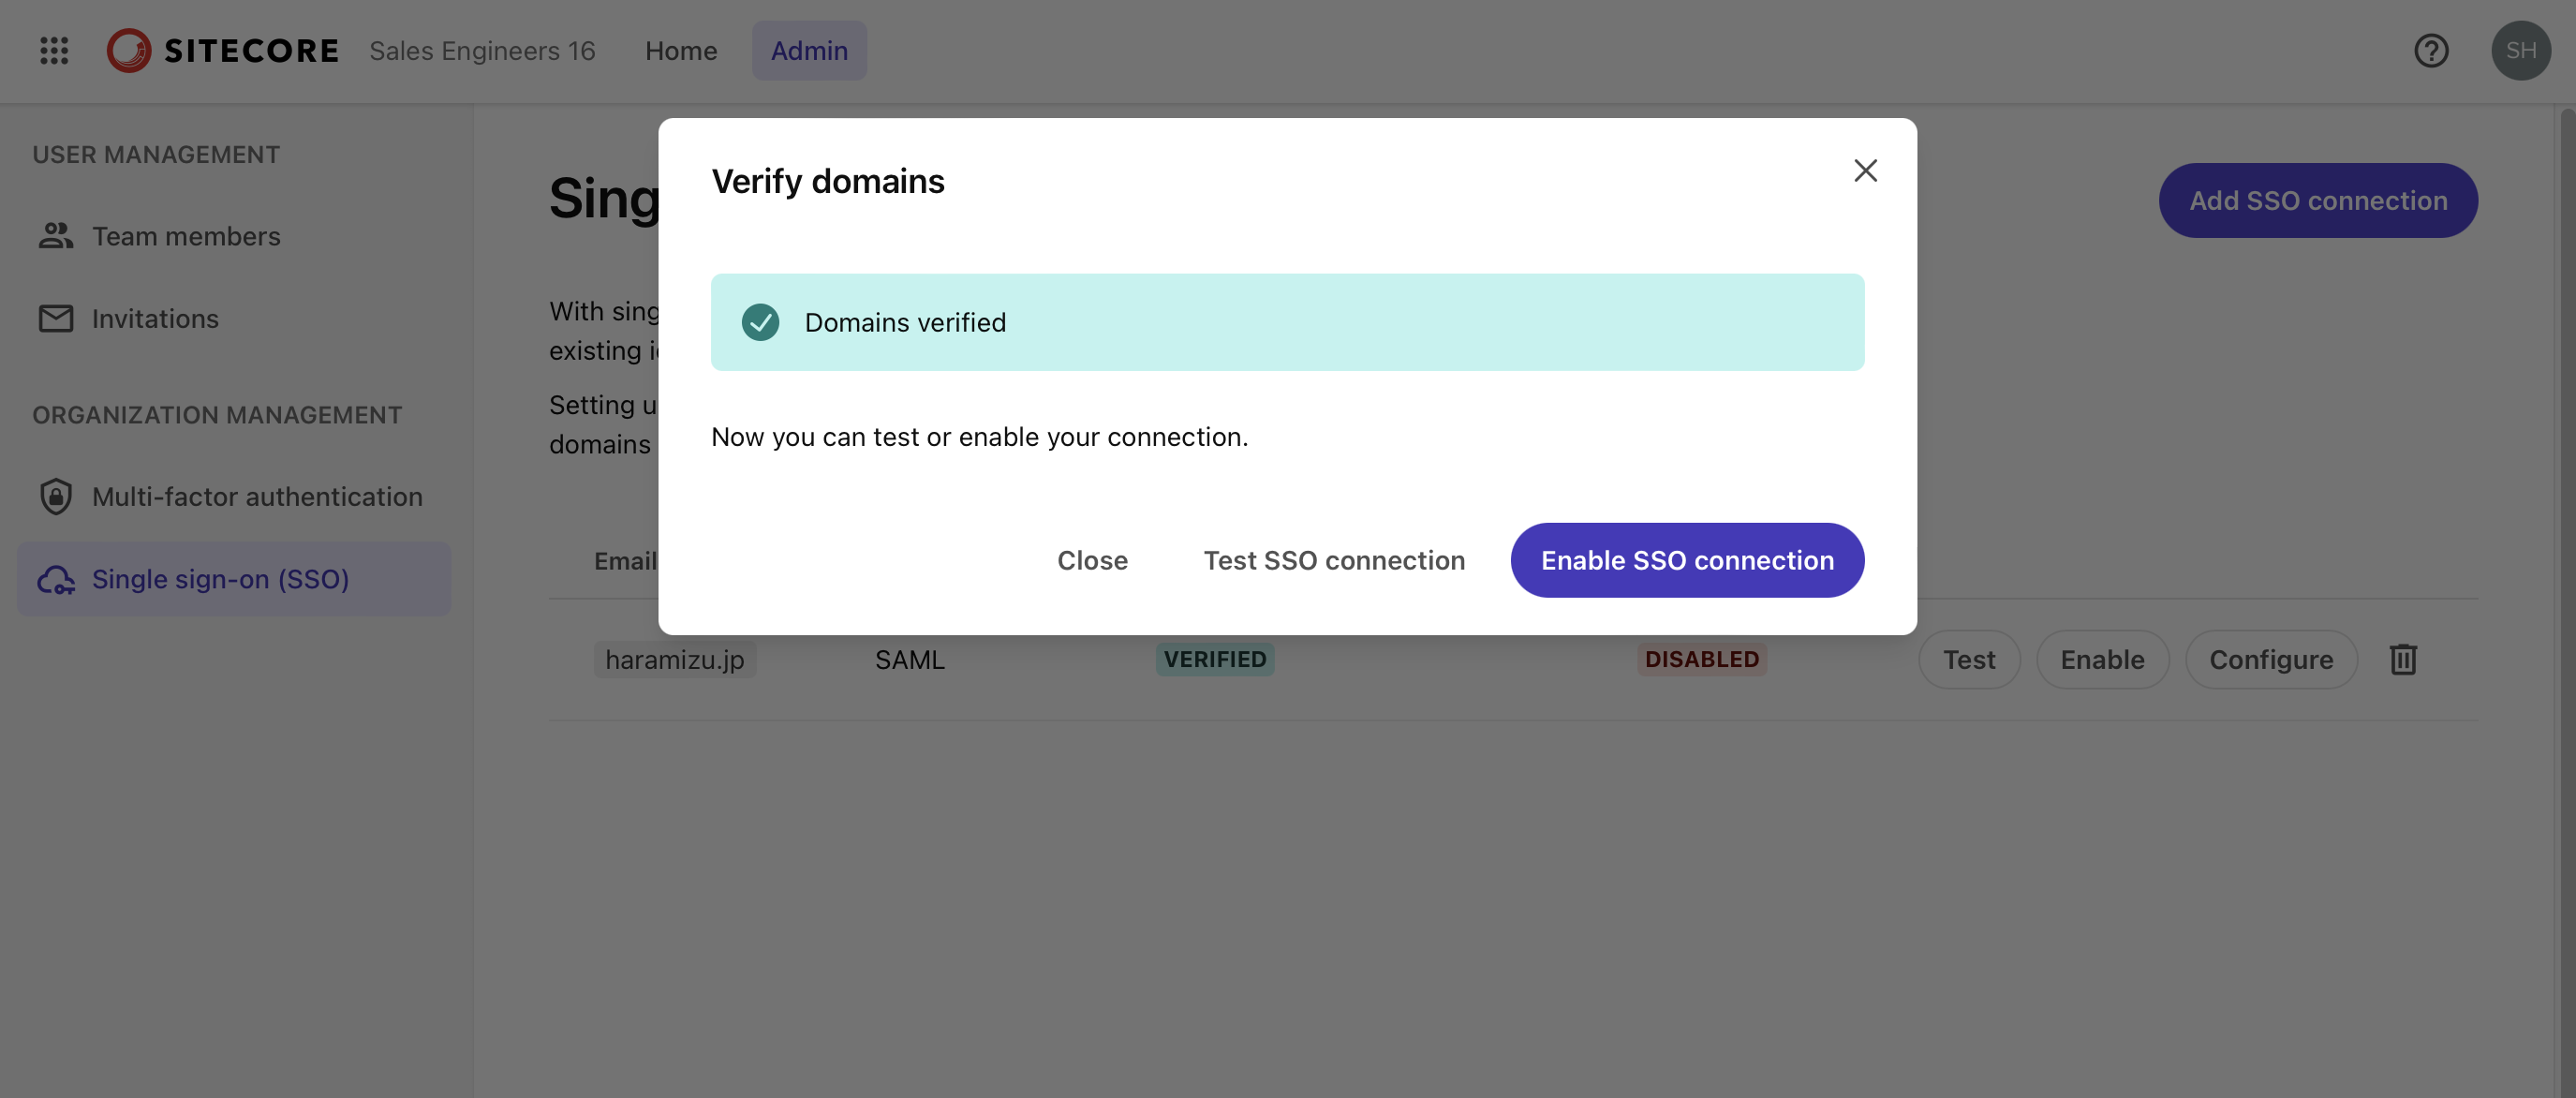 SITECORE Sales Engineers 16 Home Admin SH
USER MANAGEMENT
Team members
Invitations
ORGANIZATION MANAGEMENT
Multi-factor authentication
Single sign-on (SSO)
Sing
Add SSO connection
With sing
existing
Setting u
domains
Verify domains
Domains verified
Now you can test or enable your connection.
Close Test SSO connection Enable SSO connection
Email
haramizu.jp SAML VERIFIED DISABLED Test Enable Configure